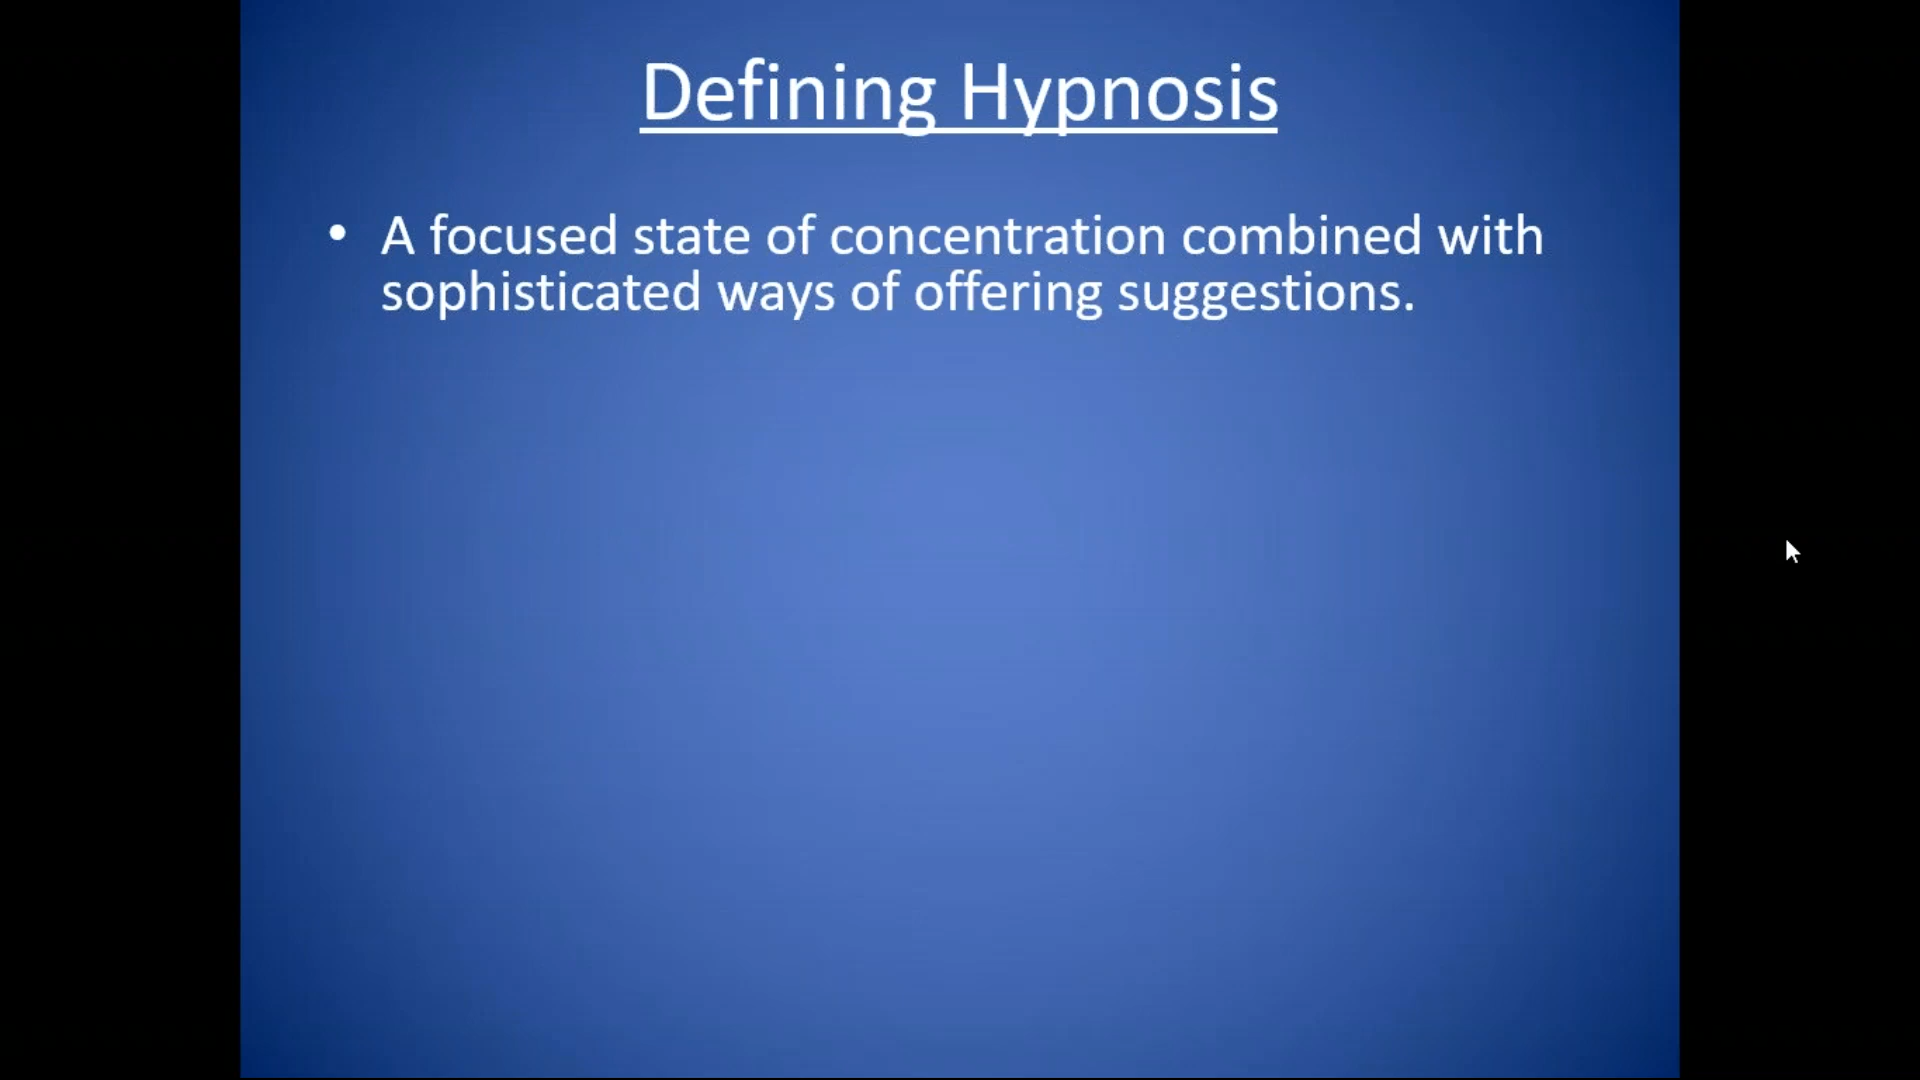 Defining Hypnosis
• A focused state of concentration combined with
sophisticated ways of offering suggestions.